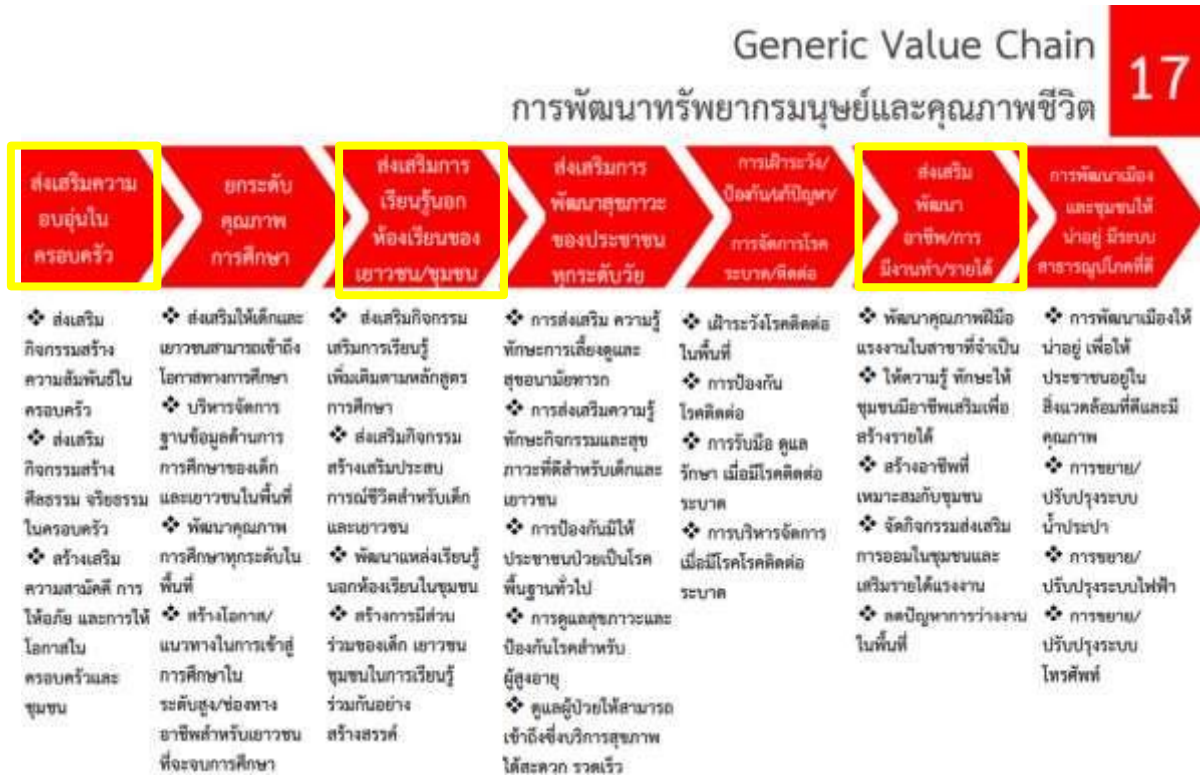 Generic Value Chain
17
การพัฒนาทรัพยากรมนุษย์และคุณภาพชีวิต
ส่งเสริมความ
อบอุ่นใน
ครอบครัว
ยกระดับ
คุณภาพ
การศึกษา
ส่งเสริมการ
เรียนรู้นอก
ห้องเรียนของ
เยาวชน/ชุมชน
ส่งเสริมการ
พัฒนาสุขภาวะ
ของประชาชน
ทุกระดับวัย
การเฝ้าระวัง/
ป้องกัน/แก้ปัญหา/
การจัดการโรค
ระบาด/ติดต่อ
ส่งเสริม
พัฒนา
อาชีพ/การ
มีงานทำ/รายได้
การพัฒนาเมือง
และชุมชนให้
น่าอยู่ มีระบบ
สาธารณูปโภคที่ดี
❖ ส่งเสริม
กิจกรรมสร้าง
ความสัมพันธ์ใน
ครอบครัว
❖ ส่งเสริม
กิจกรรมสร้าง
ศีลธรรม จริยธรรม
ในครอบครัว
❖ สร้างเสริม
ความสามัคคี การ
ให้อภัย และการให้
โอกาสใน
ครอบครัวและ
ชุมชน
❖ ส่งเสริมให้เด็กและ
เยาวชนสามารถเข้าถึง
โอกาสทางการศึกษา
❖ บริหารจัดการ
ฐานข้อมูลด้านการ
การศึกษาของเด็ก
และเยาวชนในพื้นที่
❖ พัฒนาคุณภาพ
การศึกษาทุกระดับใน
พื้นที่
❖ สร้างโอกาส/
แนวทางในการเข้าสู่
การศึกษาใน
ระดับสูง/ช่องทาง
อาชีพสำหรับเยาวชน
ที่จะจบการศึกษา
❖ ส่งเสริมกิจกรรม
เสริมการเรียนรู้
เพิ่มเติมตามหลักสูตร
การศึกษา
❖ ส่งเสริมกิจกรรม
สร้างเสริมประสบ
การณ์ชีวิตสำหรับเด็ก
และเยาวชน
❖ พัฒนาแหล่งเรียนรู้
นอกห้องเรียนในชุมชน
❖ สร้างการมีส่วน
ร่วมของเด็ก เยาวชน
ชุมชนในการเรียนรู้
ร่วมกันอย่าง
สร้างสรรค์
❖ การส่งเสริม ความรู้
ทักษะการเลี้ยงดูและ
สุขอนามัยทารก
❖ การส่งเสริมความรู้
ทักษะกิจกรรมและสุข
ภาวะที่ดีสำหรับเด็กและ
เยาวชน
❖ การป้องกันมิให้
ประชาชนป่วยเป็นโรค
พื้นฐานทั่วไป
❖ การดูแลสุขภาวะและ
ป้องกันโรคสำหรับ
ผู้สูงอายุ
❖ ดูแลผู้ป่วยให้สามารถ
เข้าถึงซึ่งบริการสุขภาพ
ได้สะดวก รวดเร็ว
❖ เฝ้าระวังโรคติดต่อ
ในพื้นที่
❖ การป้องกัน
โรคติดต่อ
❖ การรับมือ ดูแล
รักษา เมื่อมีโรคติดต่อ
ระบาด
❖ การบริหารจัดการ
เมื่อมีโรคโรคติดต่อ
ระบาด
❖ พัฒนาคุณภาพฝีมือ
แรงงานในสาขาที่จำเป็น
❖ ให้ความรู้ ทักษะให้
ชุมชนมีอาชีพเสริมเพื่อ
สร้างรายได้
❖ สร้างอาชีพที่
เหมาะสมกับชุมชน
❖ จัดกิจกรรมส่งเสริม
การออมในชุมชนและ
เสริมรายได้แรงงาน
❖ ลดปัญหาการว่างงาน
ในพื้นที่
❖ การพัฒนาเมืองให้
น่าอยู่ เพื่อให้
ประชาชนอยู่ใน
สิ่งแวดล้อมที่ดีและมี
คุณภาพ
❖ การขยาย/
ปรับปรุงระบบ
น้ำประปา
❖ การขยาย/
ปรับปรุงระบบไฟฟ้า
❖ การขยาย/
ปรับปรุงระบบ
โทรศัพท์